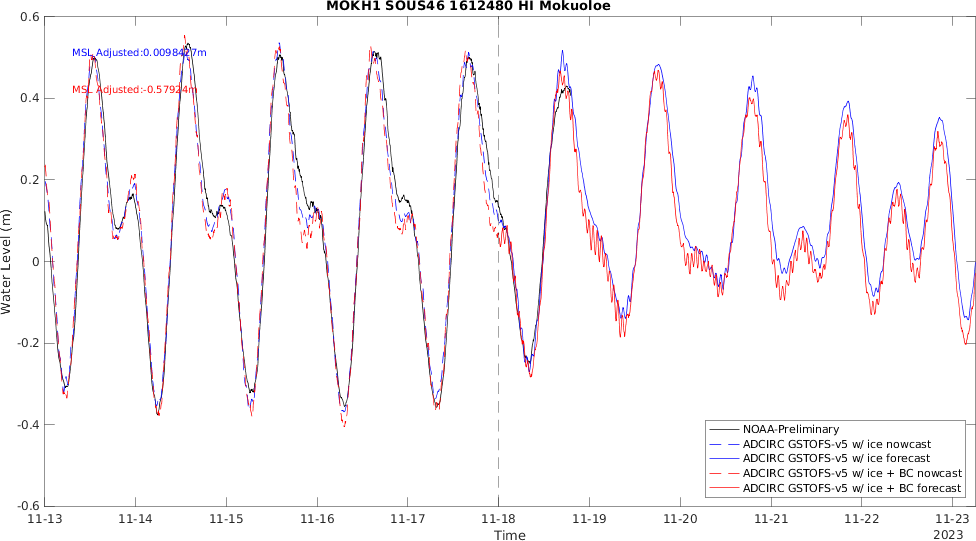 MOKH1 SOUS46 1612480 HI Mokuoloe
MSL Adjusted:0.0098427m
MSL Adjusted:-0.57924m
Water Level (m)
0.6
0.4
0.2
0
-0.2
-0.4
-0.6
NOAA-Preliminary
ADCIRC GSTOFS-v5 w/ ice nowcast
ADCIRC GSTOFS-v5 w/ ice forecast
ADCIRC GSTOFS-v5 w/ ice + BC nowcast
ADCIRC GSTOFS-v5 w/ ice + BC forecast
11-13 11-14 11-15 11-16 11-17 11-18 11-19 11-20 11-21 11-22 11-23
Time
2023